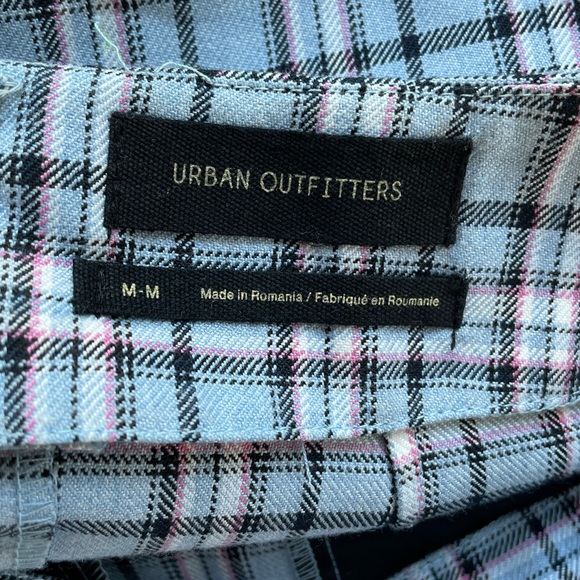 URBAN OUTFITTERS
M-M Made in Romania / Fabriqué en Roumanie